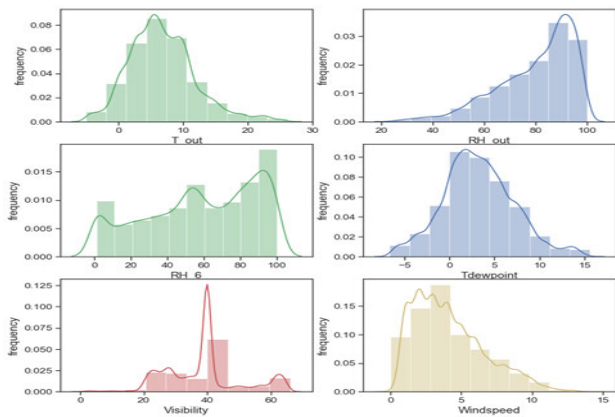 0.08
0.06
0.04
0.02
0.00
frequency
0 10 20 30
T_out
0.03
0.02
0.01
0.00
frequency
20 40 60 80 100
RH_out
0.015
0.010
0.005
0.000
frequency
0 20 40 60 80 100
RH_6
0.10
0.08
0.06
0.04
0.02
0.00
frequency
−5 0 5 10 15
Tdewpoint
0.125
0.100
0.075
0.050
0.025
0.000
frequency
0 20 40 60
Visibility
0.15
0.10
0.05
0.00
frequency
0 5 10 15
Windspeed